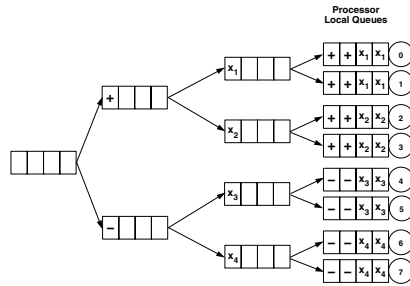 Processor
Local Queues
+ + x₁ x₁ 0
x₁
+ + x₁ x₁ 1
+
+ + x₂ x₂ 2
x₂
+ + x₂ x₂ 3
− − x₃ x₃ 4
x₃
− − x₃ x₃ 5
−
− − x₄ x₄ 6
x₄
− − x₄ x₄ 7